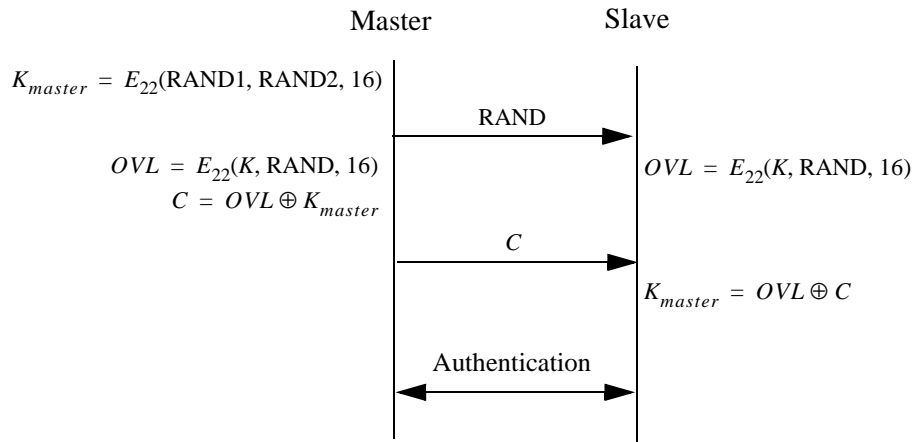 Master
Slave
K_master = E_22(RAND1, RAND2, 16)
RAND
OVL = E_22(K, RAND, 16)
OVL = E_22(K, RAND, 16)
C = OVL ⊕ K_master
C
K_master = OVL ⊕ C
Authentication